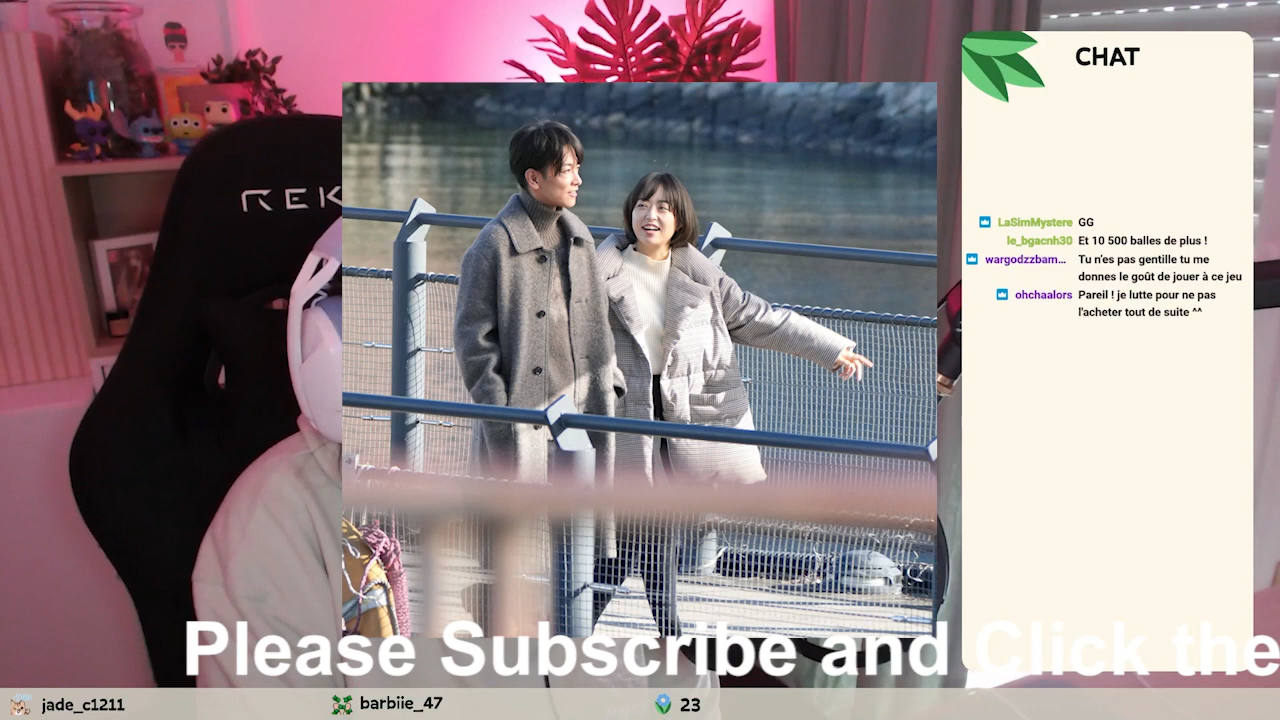 CHAT
REK
LaSimMystere GG
le_bgacnh30 Et 10 500 balles de plus !
wargodzzbam... Tu n'es pas gentille tu me
donnes le goût de jouer à ce jeu
ohchaalors Pareil ! je lutte pour ne pas
l'acheter tout de suite ^^
Please Subscribe and Click the
jade_c1211
barbiie_47
23